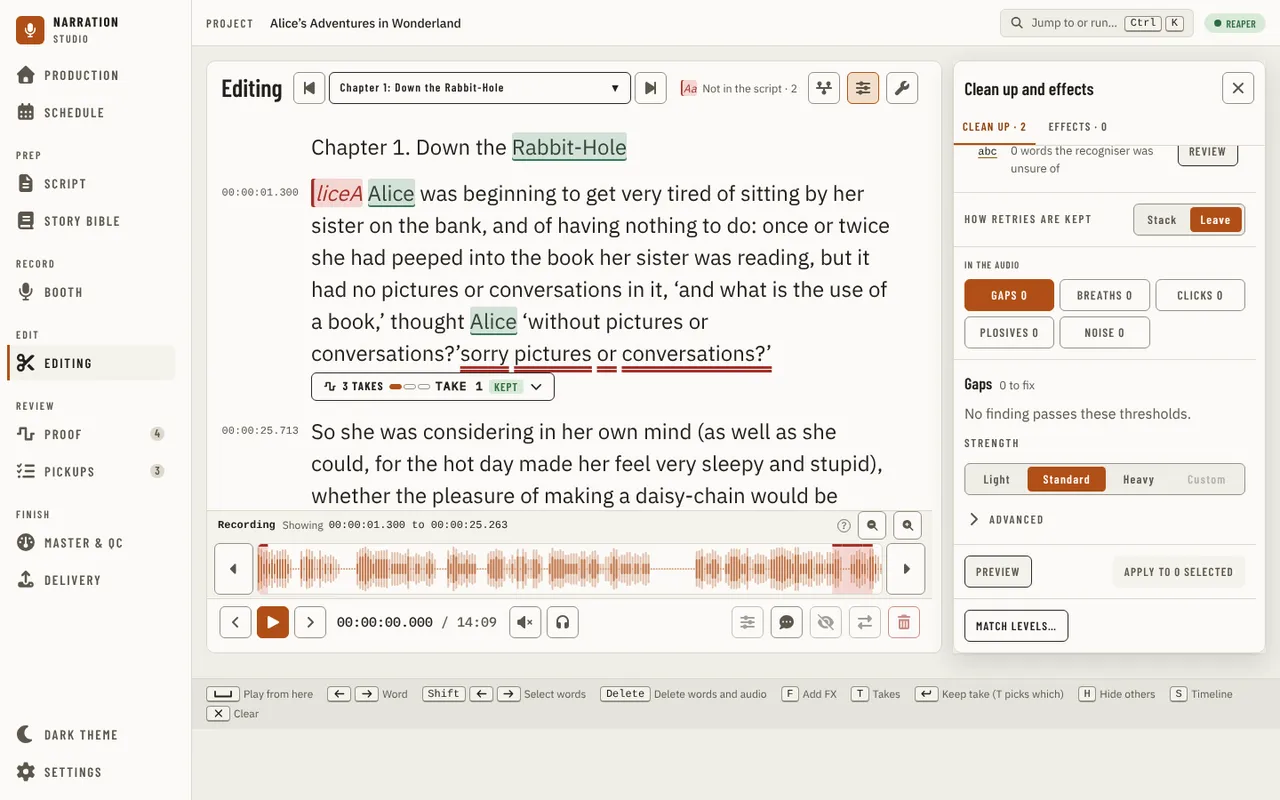 NARRATION
STUDIO
PRODUCTION
SCHEDULE
PREP
SCRIPT
STORY BIBLE
RECORD
BOOTH
EDIT
EDITING
REVIEW
PROOF 4
PICKUPS 3
FINISH
MASTER & QC
DELIVERY
DARK THEME
SETTINGS
PROJECT Alice’s Adventures in Wonderland
Jump to or run… Ctrl K
REAPER
Editing
Chapter 1: Down the Rabbit-Hole
Aa Not in the script · 2
Chapter 1. Down the Rabbit-Hole
00:00:01.300
liceA Alice was beginning to get very tired of sitting by her
sister on the bank, and of having nothing to do: once or twice
she had peeped into the book her sister was reading, but it
had no pictures or conversations in it, ‘and what is the use of
a book,’ thought Alice ‘without pictures or
conversations?’sorry pictures or conversations?’
3 TAKES TAKE 1 KEPT
00:00:25.713
So she was considering in her own mind (as well as she
could, for the hot day made her feel very sleepy and stupid),
whether the pleasure of making a daisy-chain would be
Recording Showing 00:00:01.300 to 00:00:25.263
?
00:00:00.000 / 14:09
Clean up and effects
CLEAN UP · 2 EFFECTS · 0
abc 0 words the recogniser was
unsure of
REVIEW
HOW RETRIES ARE KEPT Stack Leave
IN THE AUDIO
GAPS 0 BREATHS 0 CLICKS 0
PLOSIVES 0 NOISE 0
Gaps 0 to fix
No finding passes these thresholds.
STRENGTH
Light Standard Heavy Custom
ADVANCED
PREVIEW APPLY TO 0 SELECTED
MATCH LEVELS…
Play from here Word Shift Select words Delete Delete words and audio F Add FX T Takes Keep take (T picks which) H Hide others S Timeline
Clear